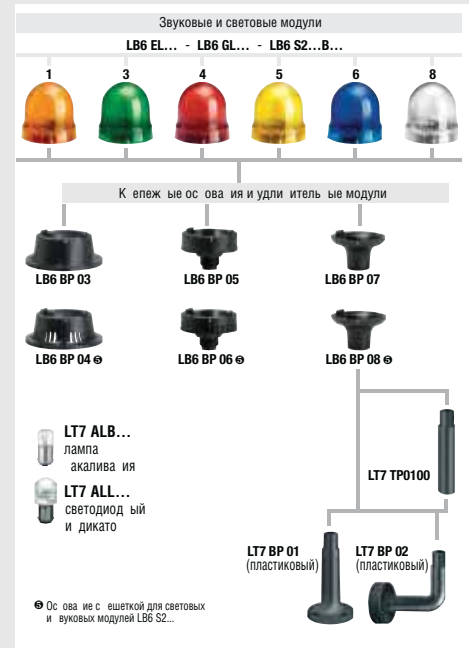 Звуковые и световые модули
LB6 EL... - LB6 GL... - LB6 S2...B...
1 3 4 5 6 8
К епеж ые ос ова ия и удли итель ые модули
LB6 BP 03 LB6 BP 05 LB6 BP 07
LB6 BP 04 ❺ LB6 BP 06 ❺ LB6 BP 08 ❺
LT7 ALB...
лампа
акалива ия
LT7 TP0100
LT7 ALL...
светодиод ый
и дикато
LT7 BP 01 LT7 BP 02
(пластиковый) (пластиковый)
❺ Ос ова ие с ешеткой для световых
и вуковых модулей LB6 S2...